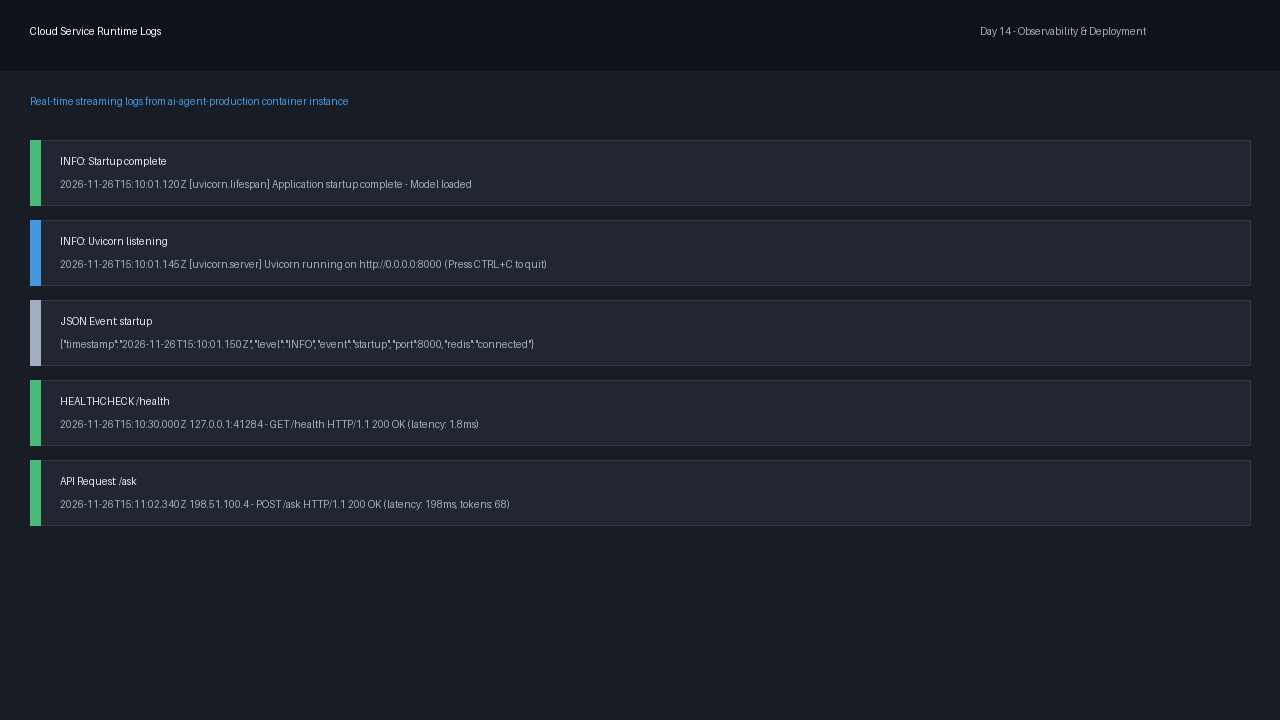 Cloud Service Runtime Logs
Day 14 - Observability & Deployment
Real-time streaming logs from ai-agent-production container instance
INFO: Startup complete
2026-11-26T15:10:01.120Z [uvicorn.lifespan] Application startup complete - Model loaded
INFO: Uvicorn listening
2026-11-26T15:10:01.145Z [uvicorn.server] Uvicorn running on http://0.0.0.0:8000 (Press CTRL+C to quit)
JSON Event: startup
{"timestamp":"2026-11-26T15:10:01.150Z","level":"INFO","event":"startup","port":8000,"redis":"connected"}
HEALTHCHECK /health
2026-11-26T15:10:30.000Z 127.0.0.1:41284 - GET /health HTTP/1.1 200 OK (latency: 1.8ms)
API Request: /ask
2026-11-26T15:11:02.340Z 198.51.100.4 - POST /ask HTTP/1.1 200 OK (latency: 198ms, tokens: 68)